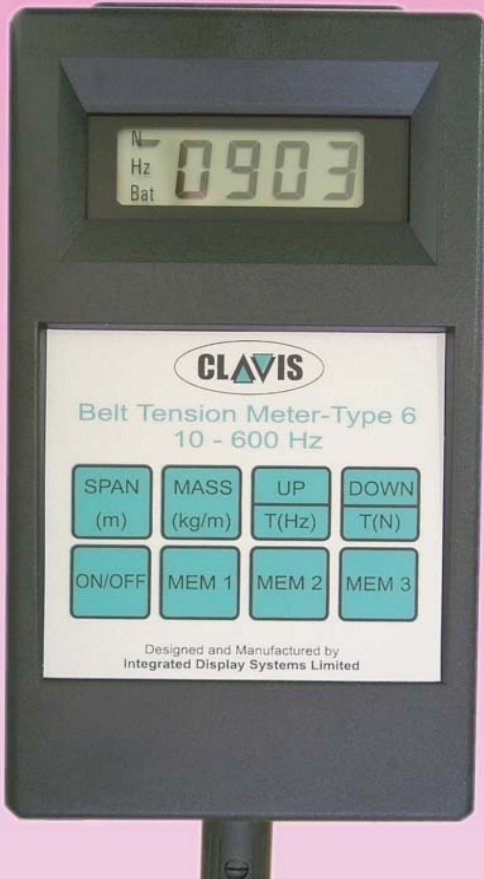 N
Hz
Bat
0903
CLAVIS
Belt Tension Meter-Type 6
10 - 600 Hz
SPAN
(m)
MASS
(kg/m)
UP
T(Hz)
DOWN
T(N)
ON/OFF
MEM 1
MEM 2
MEM 3
Designed and Manufactured by
Integrated Display Systems Limited